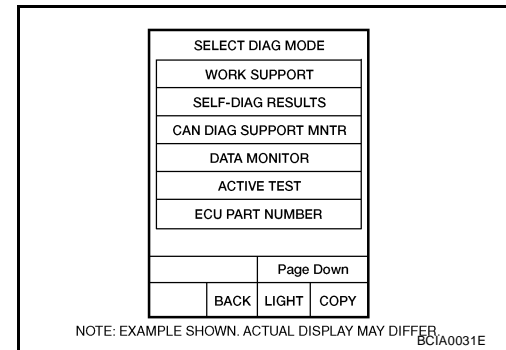 SELECT DIAG MODE
WORK SUPPORT
SELF-DIAG RESULTS
CAN DIAG SUPPORT MNTR
DATA MONITOR
ACTIVE TEST
ECU PART NUMBER
Page Down
BACK LIGHT COPY
NOTE: EXAMPLE SHOWN. ACTUAL DISPLAY MAY DIFFER.
BCIA0031E